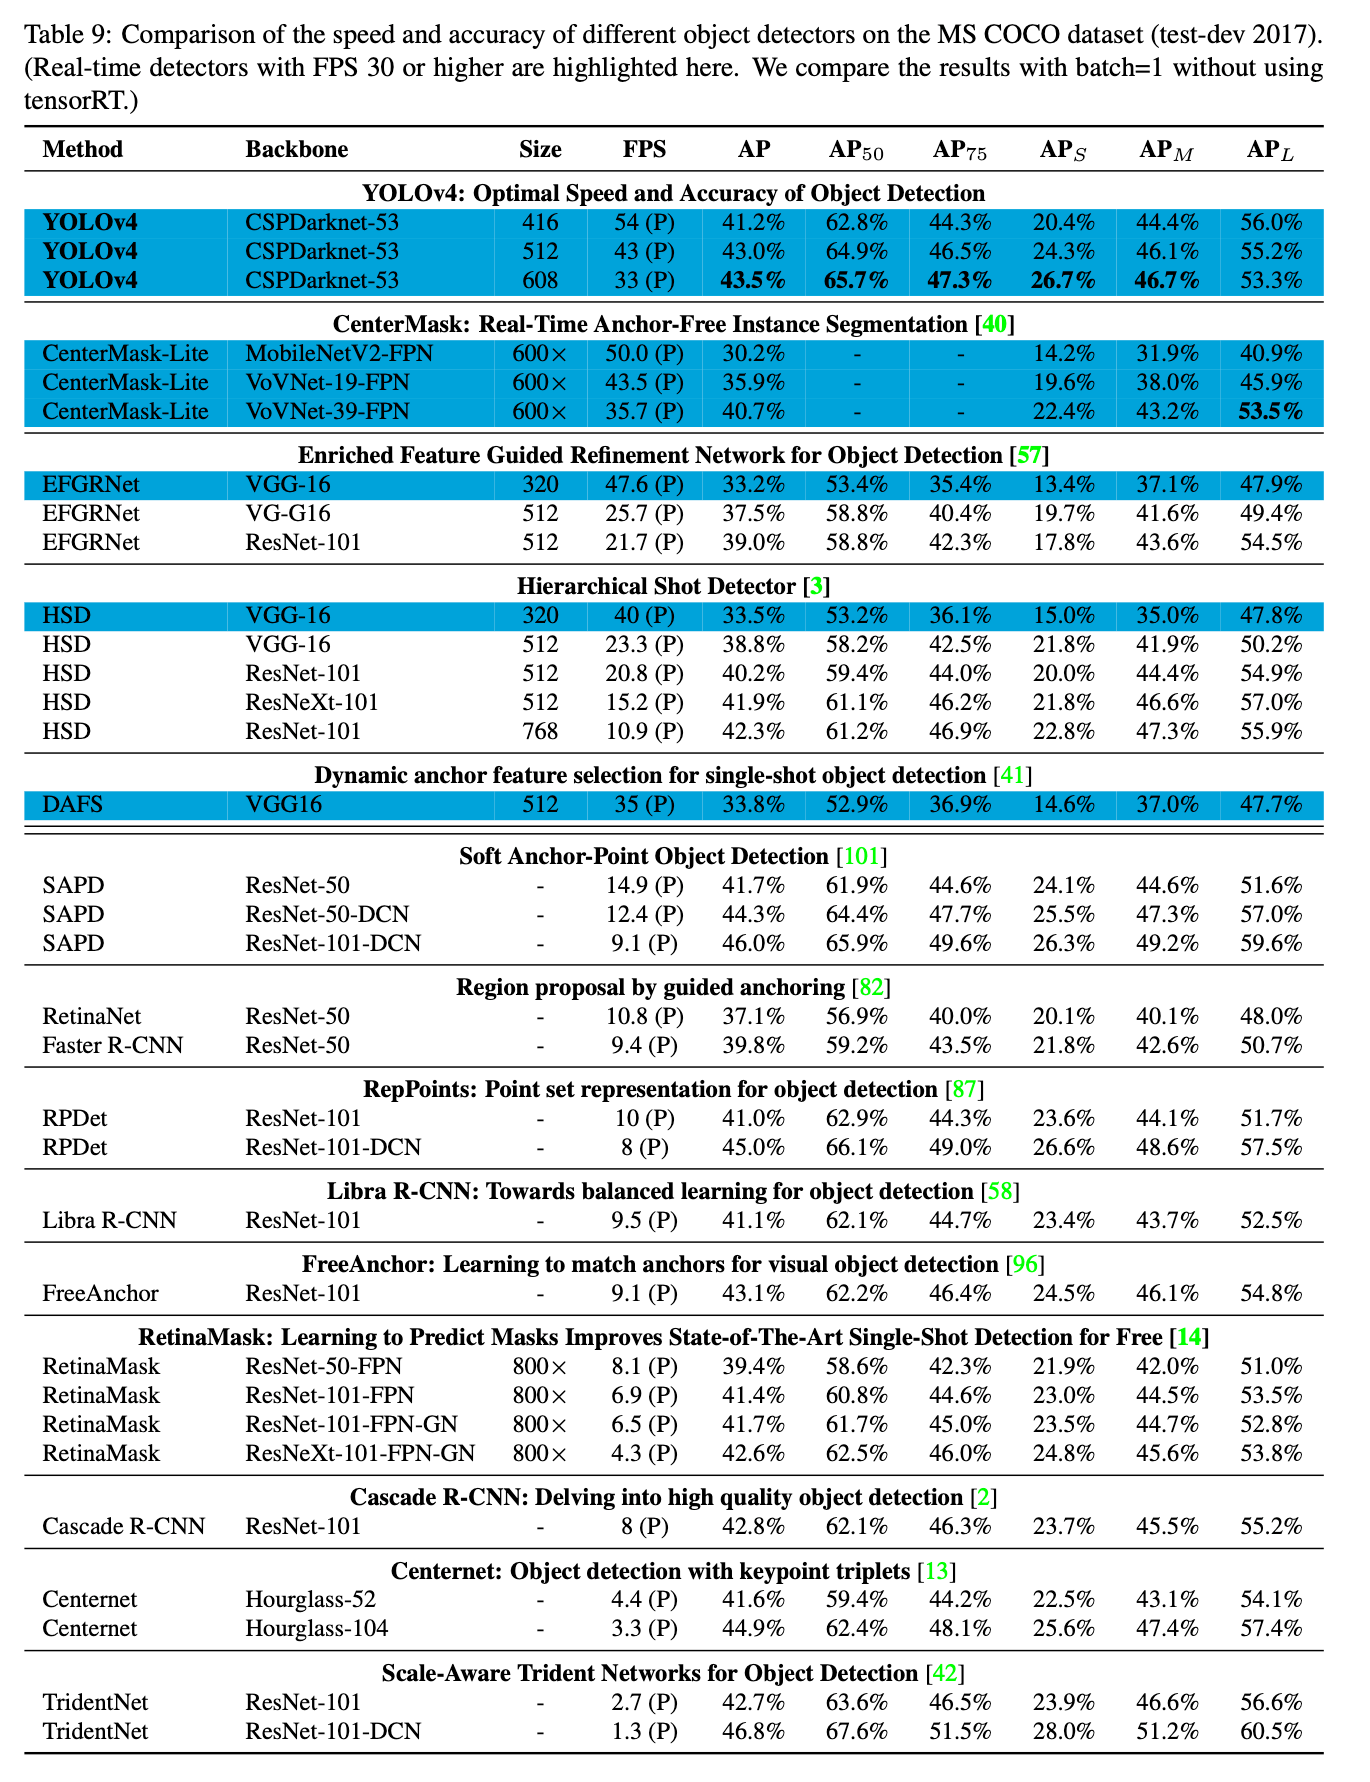 Table 9: Comparison of the speed and accuracy of different object detectors on the MS COCO dataset (test-dev 2017).
(Real-time detectors with FPS 30 or higher are highlighted here. We compare the results with batch=1 without using
tensorRT.)
Method Backbone Size FPS AP AP50 AP75 APS APM APL
YOLOv4: Optimal Speed and Accuracy of Object Detection
YOLOv4 CSPDarknet-53 416 54 (P) 41.2% 62.8% 44.3% 20.4% 44.4% 56.0%
YOLOv4 CSPDarknet-53 512 43 (P) 43.0% 64.9% 46.5% 24.3% 46.1% 55.2%
YOLOv4 CSPDarknet-53 608 33 (P) 43.5% 65.7% 47.3% 26.7% 46.7% 53.3%
CenterMask: Real-Time Anchor-Free Instance Segmentation [40]
CenterMask-Lite MobileNetV2-FPN 600× 50.0 (P) 30.2% - - 14.2% 31.9% 40.9%
CenterMask-Lite VoVNet-19-FPN 600× 43.5 (P) 35.9% - - 19.6% 38.0% 45.9%
CenterMask-Lite VoVNet-39-FPN 600× 35.7 (P) 40.7% - - 22.4% 43.2% 53.5%
Enriched Feature Guided Refinement Network for Object Detection [57]
EFGRNet VGG-16 320 47.6 (P) 33.2% 53.4% 35.4% 13.4% 37.1% 47.9%
EFGRNet VG-G16 512 25.7 (P) 37.5% 58.8% 40.4% 19.7% 41.6% 49.4%
EFGRNet ResNet-101 512 21.7 (P) 39.0% 58.8% 42.3% 17.8% 43.6% 54.5%
Hierarchical Shot Detector [3]
HSD VGG-16 320 40 (P) 33.5% 53.2% 36.1% 15.0% 35.0% 47.8%
HSD VGG-16 512 23.3 (P) 38.8% 58.2% 42.5% 21.8% 41.9% 50.2%
HSD ResNet-101 512 20.8 (P) 40.2% 59.4% 44.0% 20.0% 44.4% 54.9%
HSD ResNeXt-101 512 15.2 (P) 41.9% 61.1% 46.2% 21.8% 46.6% 57.0%
HSD ResNet-101 768 10.9 (P) 42.3% 61.2% 46.9% 22.8% 47.3% 55.9%
Dynamic anchor feature selection for single-shot object detection [41]
DAFS VGG16 512 35 (P) 33.8% 52.9% 36.9% 14.6% 37.0% 47.7%
Soft Anchor-Point Object Detection [101]
SAPD ResNet-50 - 14.9 (P) 41.7% 61.9% 44.6% 24.1% 44.6% 51.6%
SAPD ResNet-50-DCN - 12.4 (P) 44.3% 64.4% 47.7% 25.5% 47.3% 57.0%
SAPD ResNet-101-DCN - 9.1 (P) 46.0% 65.9% 49.6% 26.3% 49.2% 59.6%
Region proposal by guided anchoring [82]
RetinaNet ResNet-50 - 10.8 (P) 37.1% 56.9% 40.0% 20.1% 40.1% 48.0%
Faster R-CNN ResNet-50 - 9.4 (P) 39.8% 59.2% 43.5% 21.8% 42.6% 50.7%
RepPoints: Point set representation for object detection [87]
RPDet ResNet-101 - 10 (P) 41.0% 62.9% 44.3% 23.6% 44.1% 51.7%
RPDet ResNet-101-DCN - 8 (P) 45.0% 66.1% 49.0% 26.6% 48.6% 57.5%
Libra R-CNN: Towards balanced learning for object detection [58]
Libra R-CNN ResNet-101 - 9.5 (P) 41.1% 62.1% 44.7% 23.4% 43.7% 52.5%
FreeAnchor: Learning to match anchors for visual object detection [96]
FreeAnchor ResNet-101 - 9.1 (P) 43.1% 62.2% 46.4% 24.5% 46.1% 54.8%
RetinaMask: Learning to Predict Masks Improves State-of-The-Art Single-Shot Detection for Free [14]
RetinaMask ResNet-50-FPN 800× 8.1 (P) 39.4% 58.6% 42.3% 21.9% 42.0% 51.0%
RetinaMask ResNet-101-FPN 800× 6.9 (P) 41.4% 60.8% 44.6% 23.0% 44.5% 53.5%
RetinaMask ResNet-101-FPN-GN 800× 6.5 (P) 41.7% 61.7% 45.0% 23.5% 44.7% 52.8%
RetinaMask ResNeXt-101-FPN-GN 800× 4.3 (P) 42.6% 62.5% 46.0% 24.8% 45.6% 53.8%
Cascade R-CNN: Delving into high quality object detection [2]
Cascade R-CNN ResNet-101 - 8 (P) 42.8% 62.1% 46.3% 23.7% 45.5% 55.2%
Centernet: Object detection with keypoint triplets [13]
Centernet Hourglass-52 - 4.4 (P) 41.6% 59.4% 44.2% 22.5% 43.1% 54.1%
Centernet Hourglass-104 - 3.3 (P) 44.9% 62.4% 48.1% 25.6% 47.4% 57.4%
Scale-Aware Trident Networks for Object Detection [42]
TridentNet ResNet-101 - 2.7 (P) 42.7% 63.6% 46.5% 23.9% 46.6% 56.6%
TridentNet ResNet-101-DCN - 1.3 (P) 46.8% 67.6% 51.5% 28.0% 51.2% 60.5%